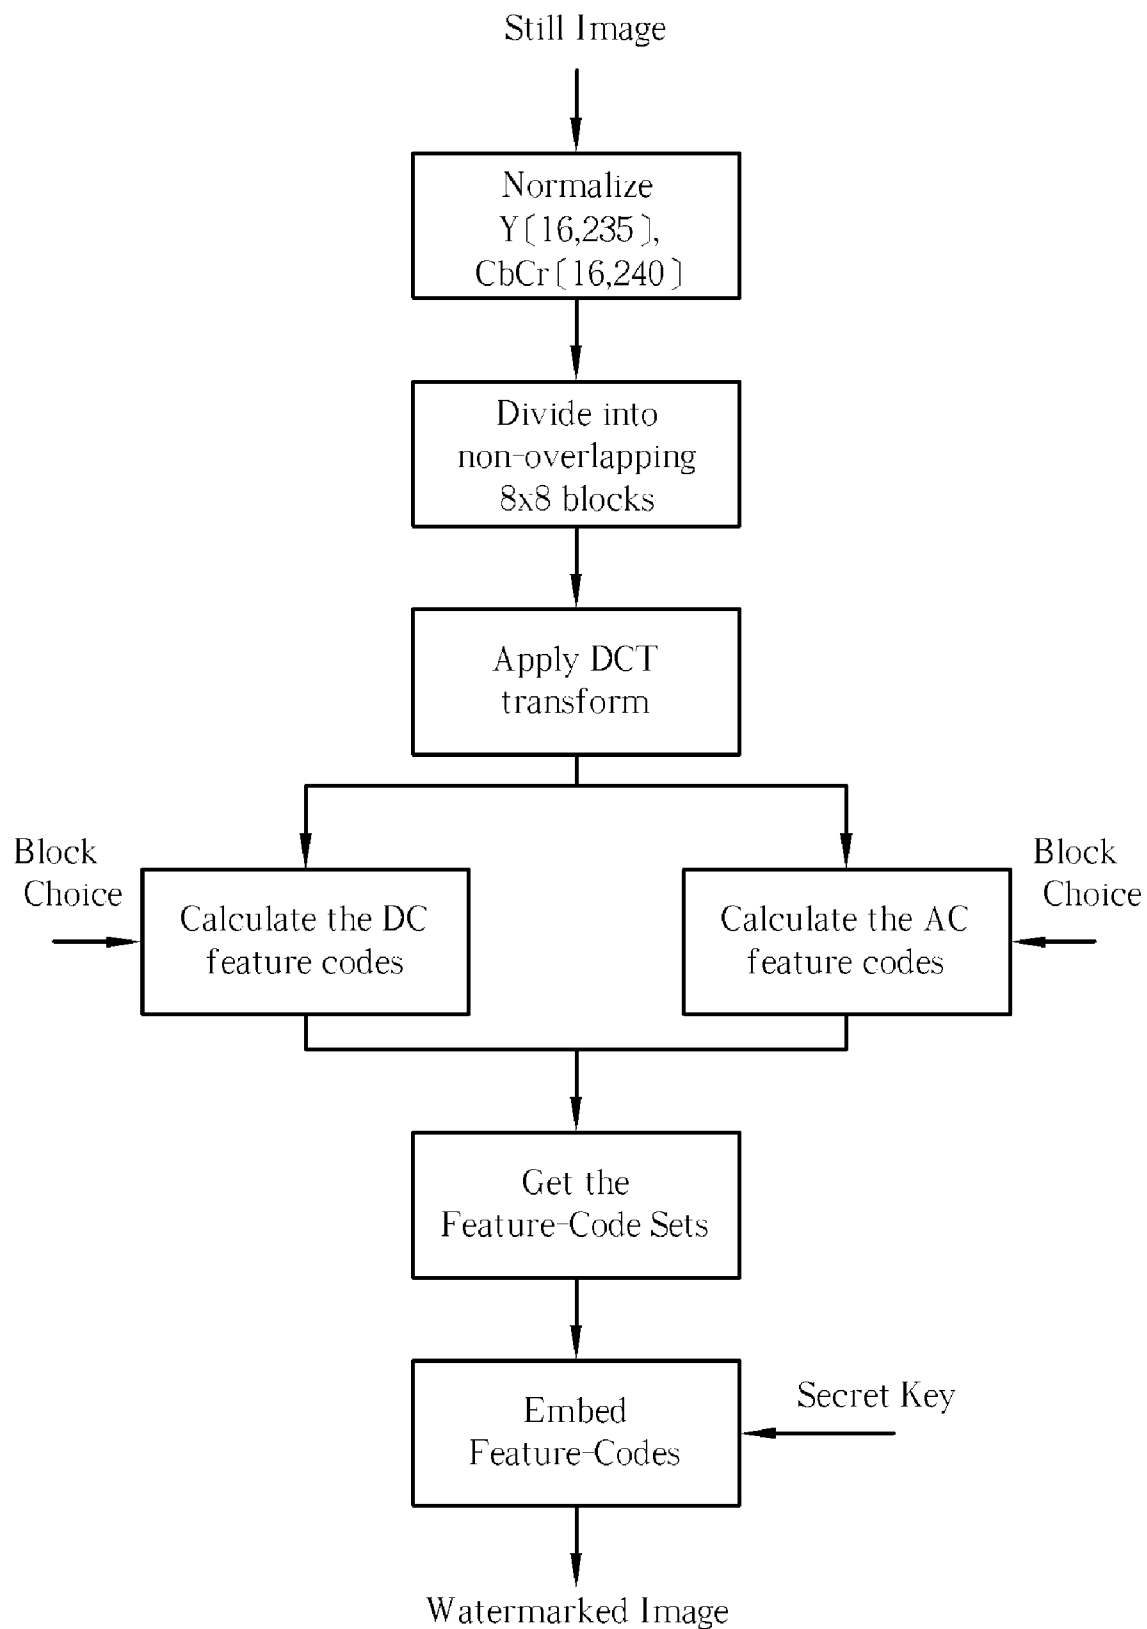 Still Image
Normalize
Y[16,235],
CbCr[16,240]
Divide into
non-overlapping
8x8 blocks
Apply DCT
transform
Block
Choice
Calculate the DC
feature codes
Calculate the AC
feature codes
Block
Choice
Get the
Feature-Code Sets
Embed
Feature-Codes
Secret Key
Watermarked Image